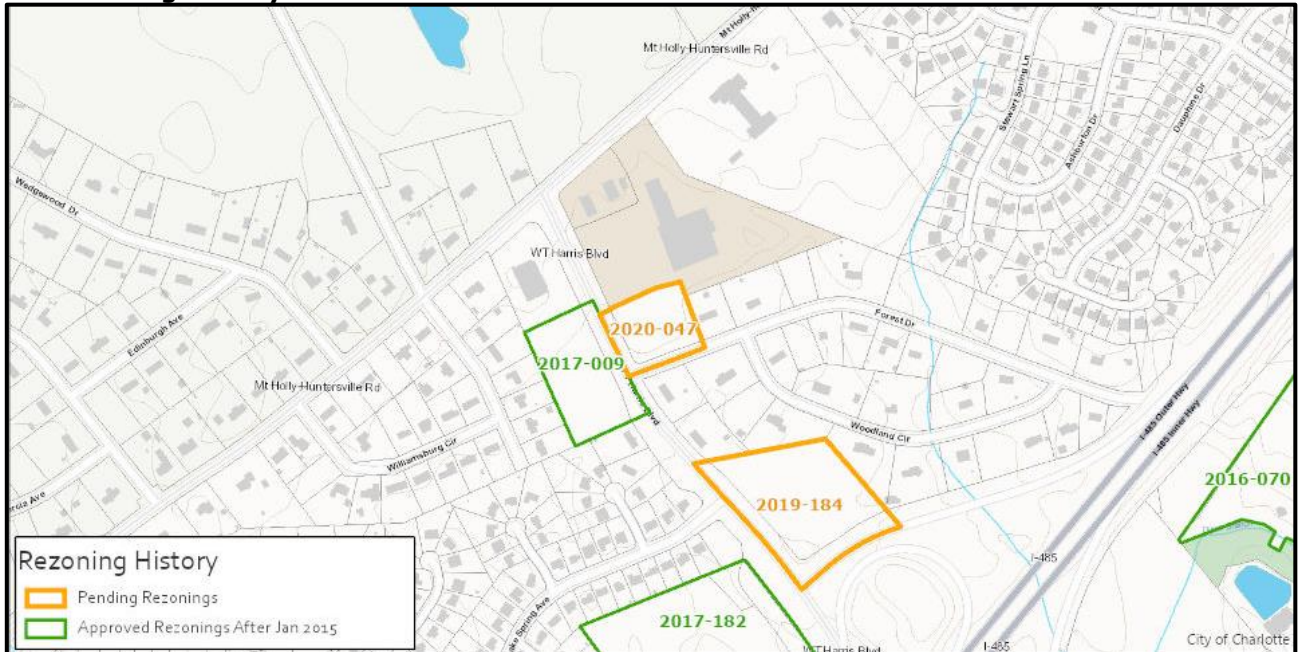 Mt Holly-Huntersville Rd
Stewart Spring Ln
Ashburton Dr
Dauphine Dr
Wedgewood Dr
WT Harris Blvd
Edinburgh Ave
2020-047
Forest Dr
2017-009
Mt Holly-Huntersville Rd
Woodland Cir
Williamsburg Cir
I-485 Outer Hwy
I-485 Inner Hwy
2016-070
2019-184
I-485
Rezoning History
Pending Rezonings
Approved Rezonings After Jan 2015
Spring Ave
2017-182
WT Harris Blvd
I-485
City of Charlotte